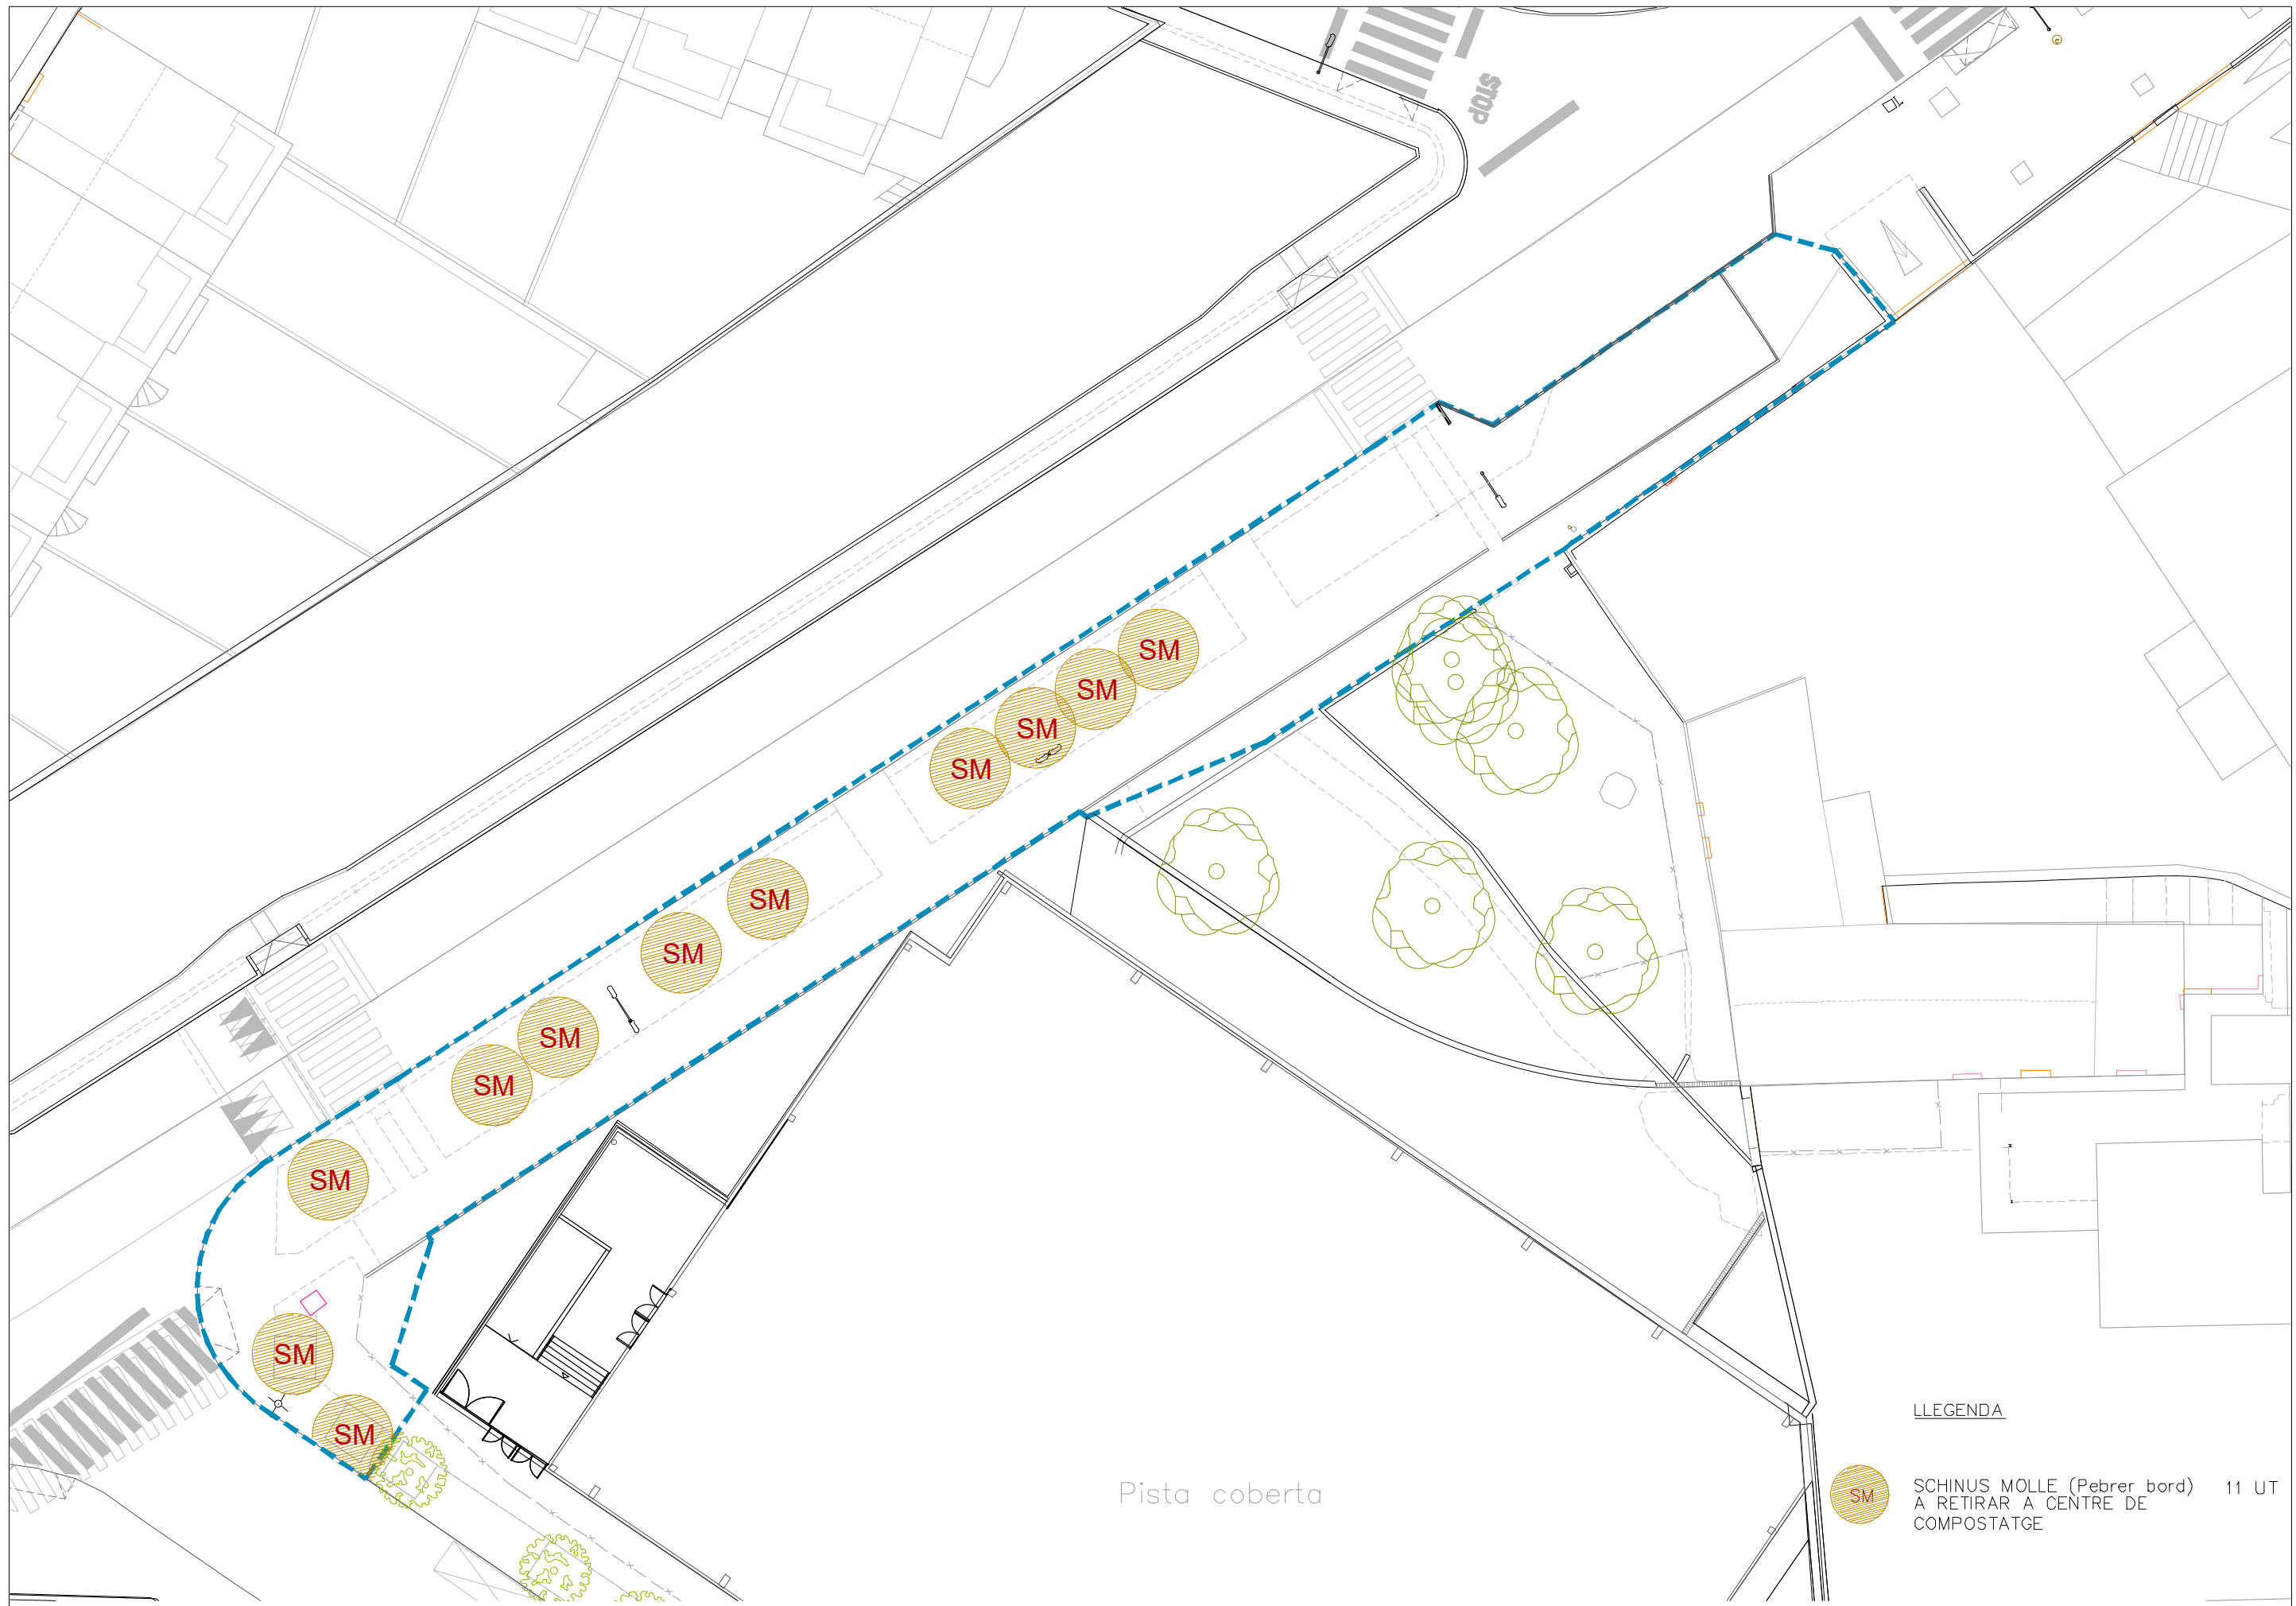 STOP
SM
SM
SM
SM
SM
SM
SM
SM
SM
SM
SM
Pista coberta
LLEGENDA
SM
SCHINUS MOLLE (Pebrer bord) 11 UT
A RETIRAR A CENTRE DE
COMPOSTATGE